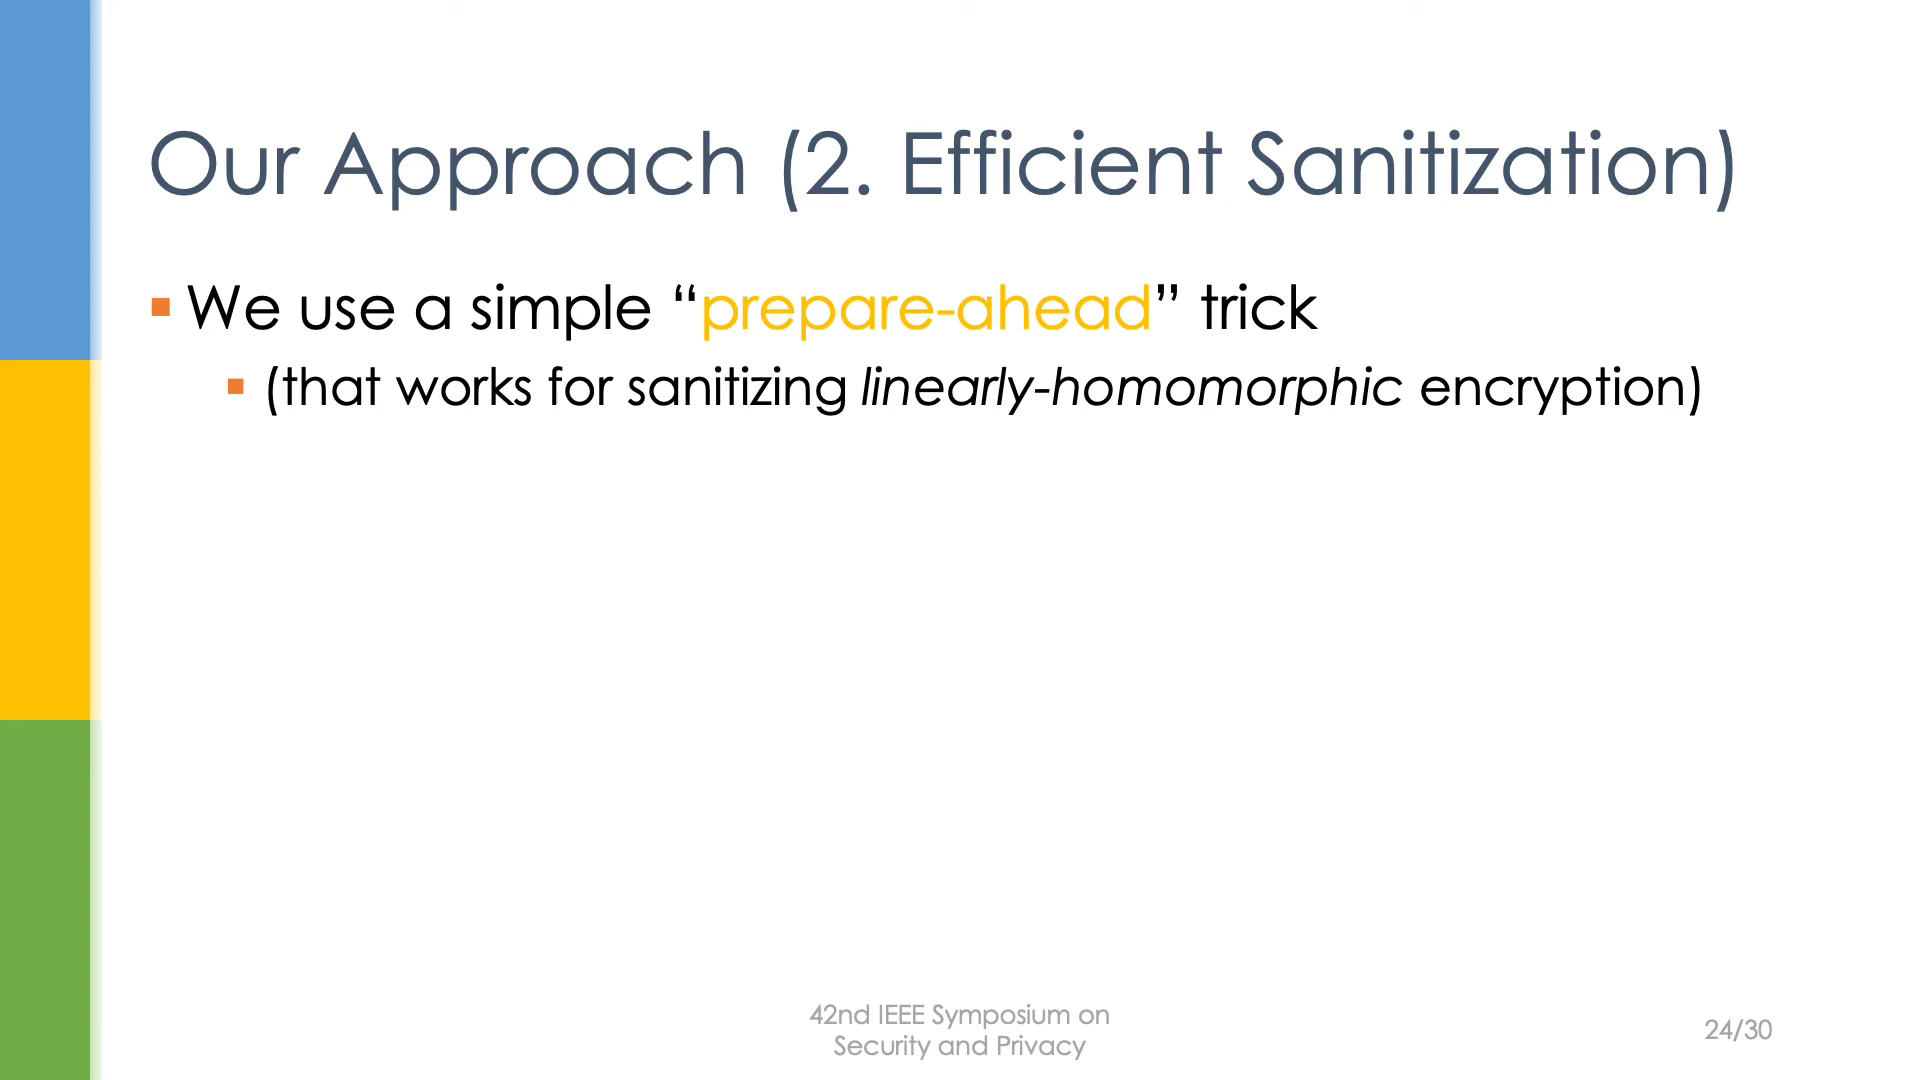 Our Approach (2. Efficient Sanitization)
We use a simple “prepare-ahead” trick
(that works for sanitizing linearly-homomorphic encryption)
42nd IEEE Symposium on
Security and Privacy
24/30